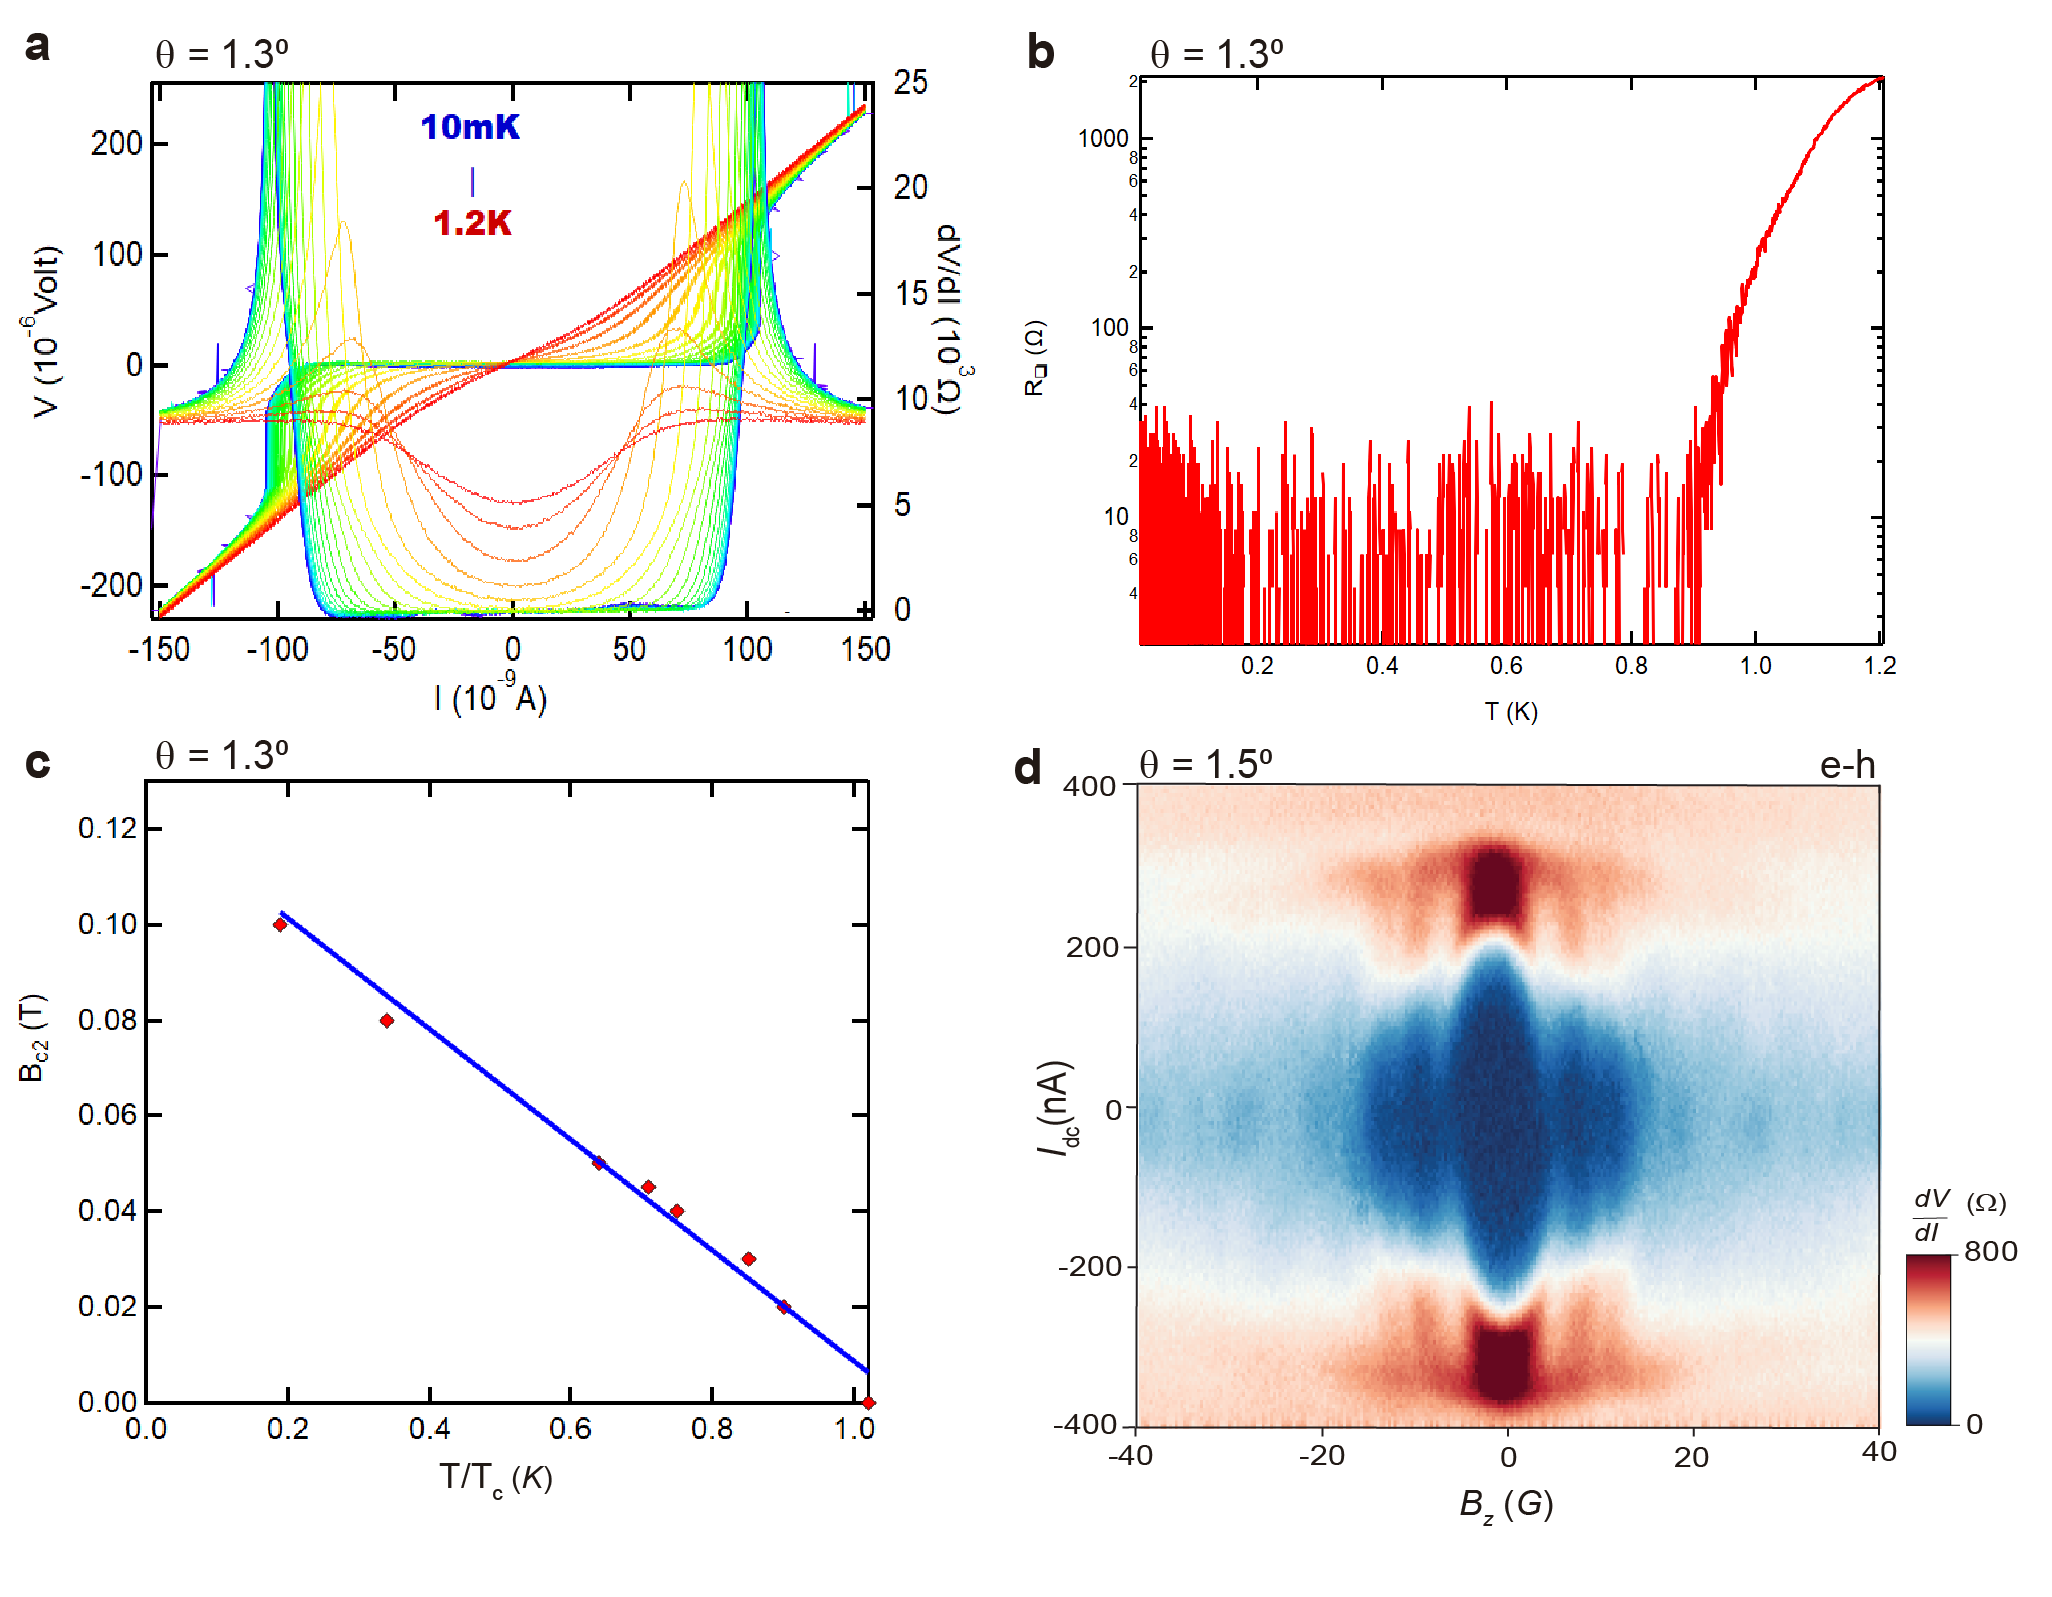 a
θ = 1.3º
10mK
1.2K
V (10-6Volt)
200
100
0
-100
-200
25
20
15
10
5
0
dV/dI (103Ω)
-150 -100 -50 0 50 100 150
I (10-9A)
b
θ = 1.3º
2
1000
8
6
4
2
100
8
6
4
2
10
8
6
4
R□ (Ω)
0.2 0.4 0.6 0.8 1.0 1.2
T (K)
c
θ = 1.3º
0.12
0.10
0.08
0.06
0.04
0.02
0.00
Bc2 (T)
0.0 0.2 0.4 0.6 0.8 1.0
T/Tc (K)
d
θ = 1.5º
e-h
400
200
0
-200
-400
Idc(nA)
-40 -20 0 20 40
Bz (G)
dV
dI
(Ω)
800
0